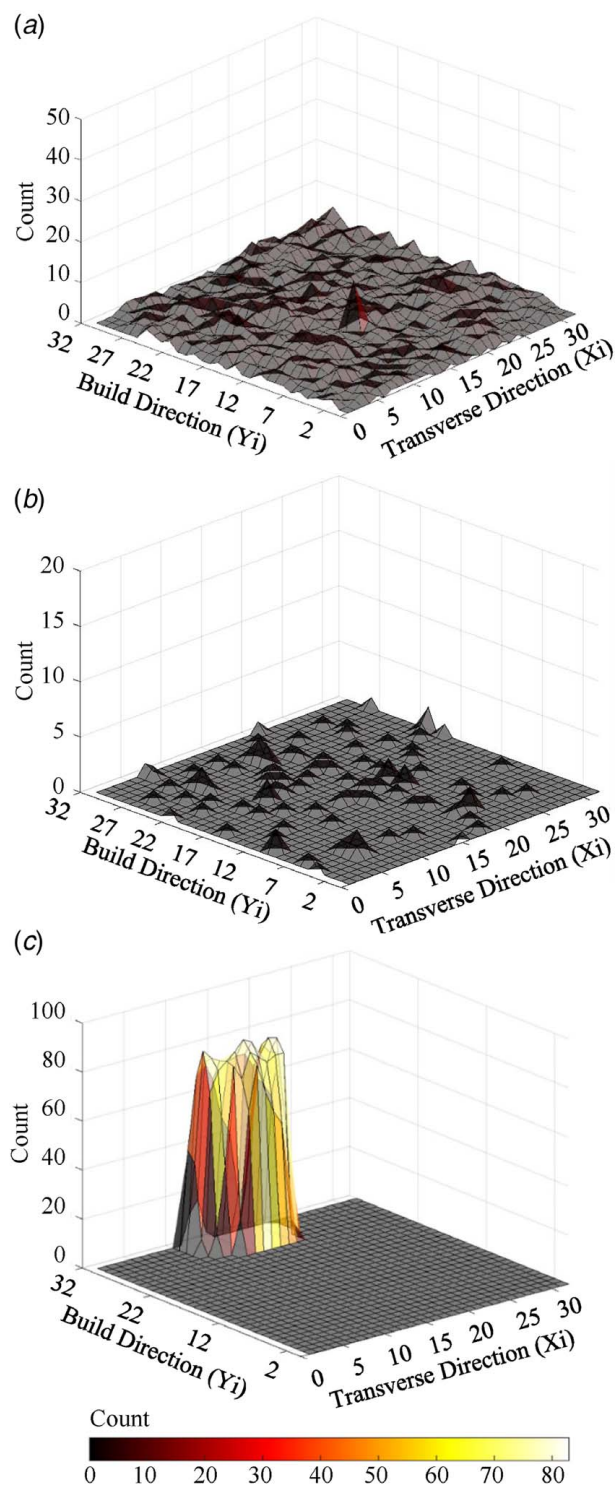 (a)
50
40
30
20
10
0
Count
32 27 22 17 12 7 2
Build Direction (Yi)
0 5 10 15 20 25 30
Transverse Direction (Xi)
(b)
20
15
10
5
0
Count
32 27 22 17 12 7 2
Build Direction (Yi)
0 5 10 15 20 25 30
Transverse Direction (Xi)
(c)
100
80
60
40
20
0
Count
32 22 12 2
Build Direction (Yi)
0 5 10 15 20 25 30
Transverse Direction (Xi)
Count
0 10 20 30 40 50 60 70 80